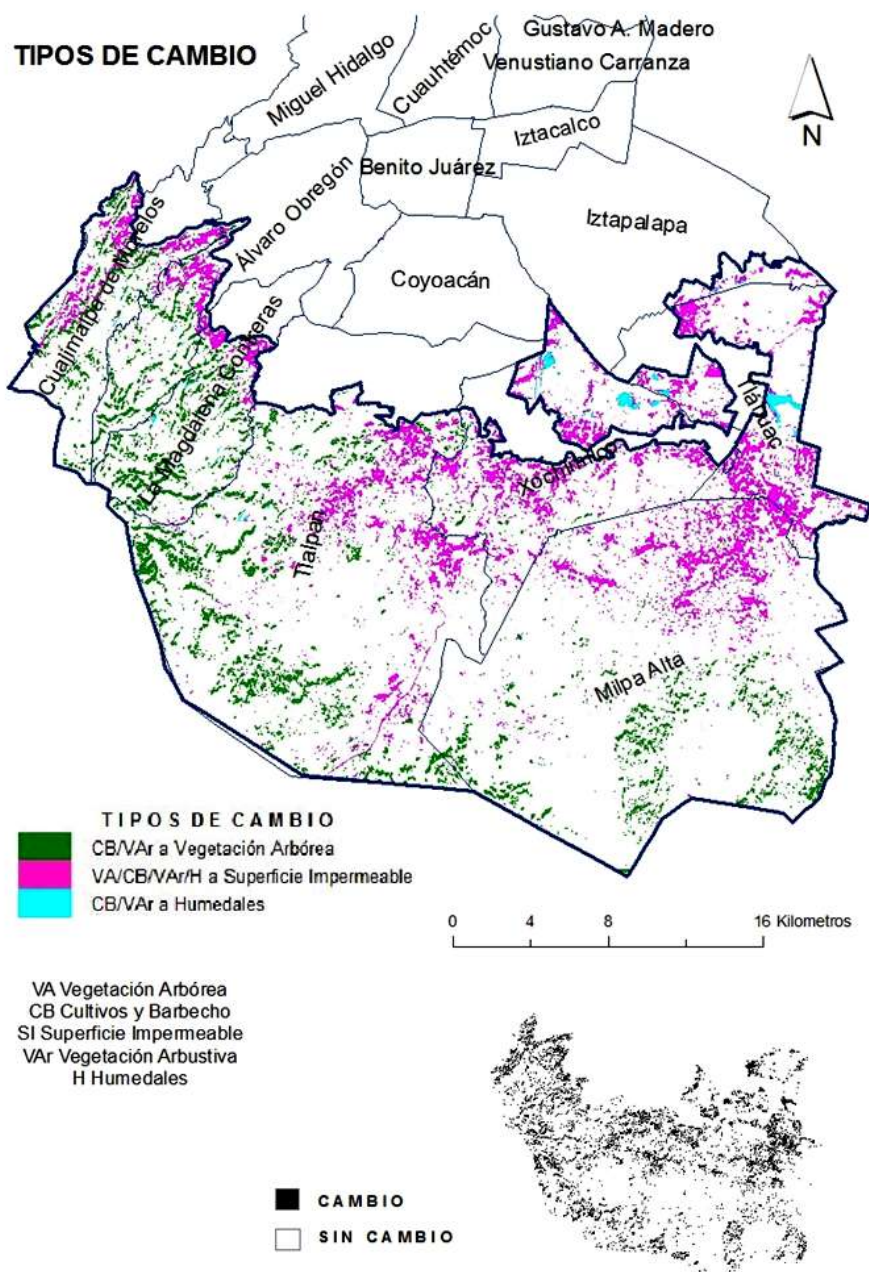 TIPOS DE CAMBIO
Gustavo A. Madero
Miguel Hidalgo
Cuauhtémoc
Venustiano Carranza
Iztacalco
N
Benito Juárez
Álvaro Obregón
Iztapalapa
Cuajimalpa de Morelos
Coyoacán
La Magdalena Contreras
Tláhuac
Xochimilco
Tlalpan
Milpa Alta
TIPOS DE CAMBIO
CB/VAr a Vegetación Arbórea
VA/CB/VAr/H a Superficie Impermeable
CB/VAr a Humedales
0 4 8 16 Kilometros
VA Vegetación Arbórea
CB Cultivos y Barbecho
SI Superficie Impermeable
VAr Vegetación Arbustiva
H Humedales
CAMBIO
SIN CAMBIO